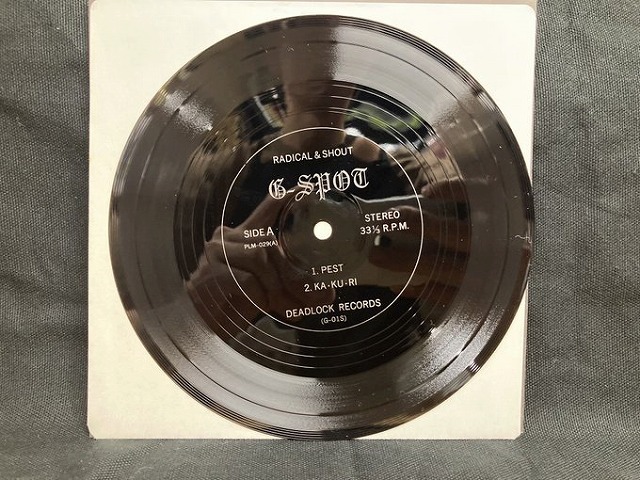 RADICAL & SHOUT
G-SPOT
SIDE A
PLM-029(A)
STEREO
33⅓ R.P.M.
1. PEST
2. KA-KU-RI
DEADLOCK RECORDS
(G-01S)